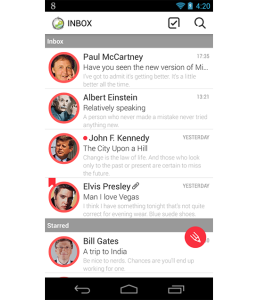 8
4:20
INBOX
Inbox
Paul McCartney 17:25
Have you seen the new version of Mi...
I've got to admit it's getting better. It's a little
better all the time.
Albert Einstein 13:21
Relatively speaking
A person who never made a mistake never tried
anything new.
John F. Kennedy YESTERDAY
The City Upon a Hill
Change is the law of life. And those who look
only to the past or present are certain to miss
the future.
Elvis Presley YESTERDAY
Man I love Vegas
I think I have something tonight that's not quite
correct for evening wear. Blue suede shoes.
Starred
Bill Gates
A trip to India
Be nice to nerds. Chances are you'll end up
working for one.